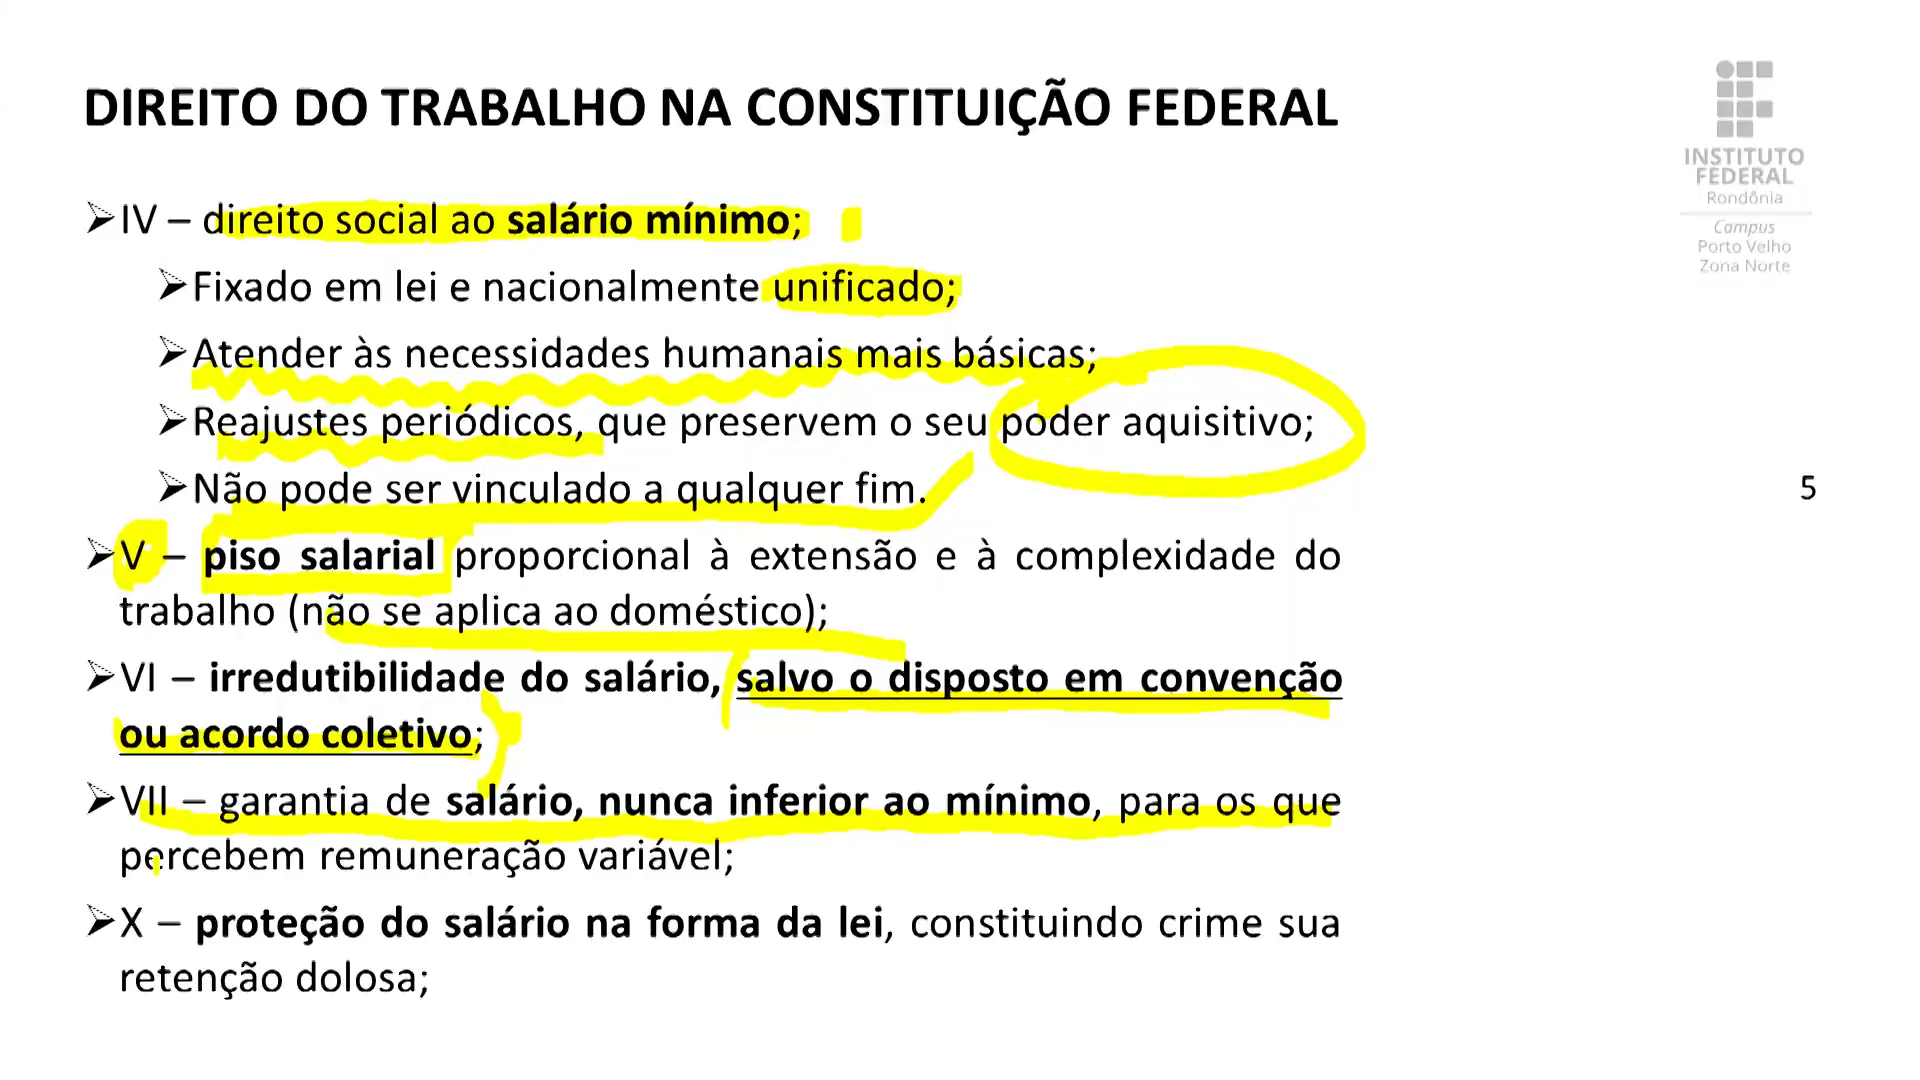 DIREITO DO TRABALHO NA CONSTITUIÇÃO FEDERAL
INSTITUTO
FEDERAL
Rondônia
Campus
Porto Velho
Zona Norte
IV – direito social ao salário mínimo;
Fixado em lei e nacionalmente unificado;
Atender às necessidades humanais mais básicas;
Reajustes periódicos, que preservem o seu poder aquisitivo;
Não pode ser vinculado a qualquer fim.
5
V – piso salarial proporcional à extensão e à complexidade do
trabalho (não se aplica ao doméstico);
VI – irredutibilidade do salário, salvo o disposto em convenção
ou acordo coletivo;
VII – garantia de salário, nunca inferior ao mínimo, para os que
percebem remuneração variável;
X – proteção do salário na forma da lei, constituindo crime sua
retenção dolosa;